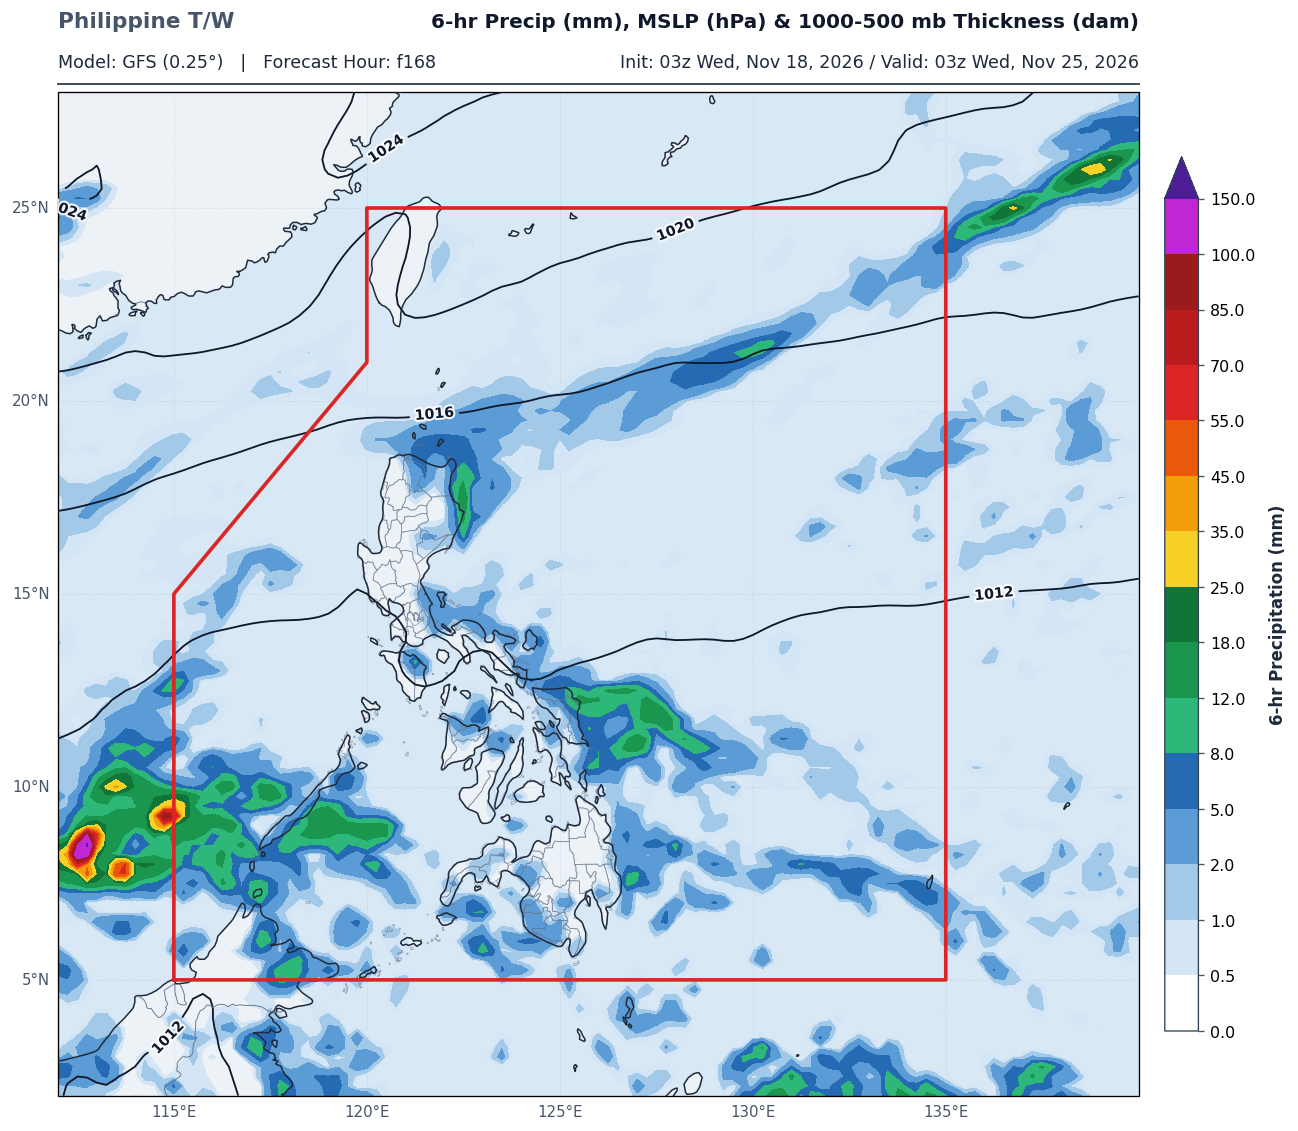 Philippine T/W
6-hr Precip (mm), MSLP (hPa) & 1000-500 mb Thickness (dam)
Model: GFS (0.25°) | Forecast Hour: f168
Init: 03z Wed, Nov 18, 2026 / Valid: 03z Wed, Nov 25, 2026
1024
024
1020
1016
1012
1012
25°N
20°N
15°N
10°N
5°N
115°E
120°E
125°E
130°E
135°E
150.0
100.0
85.0
70.0
55.0
45.0
35.0
25.0
18.0
12.0
8.0
5.0
2.0
1.0
0.5
0.0
6-hr Precipitation (mm)